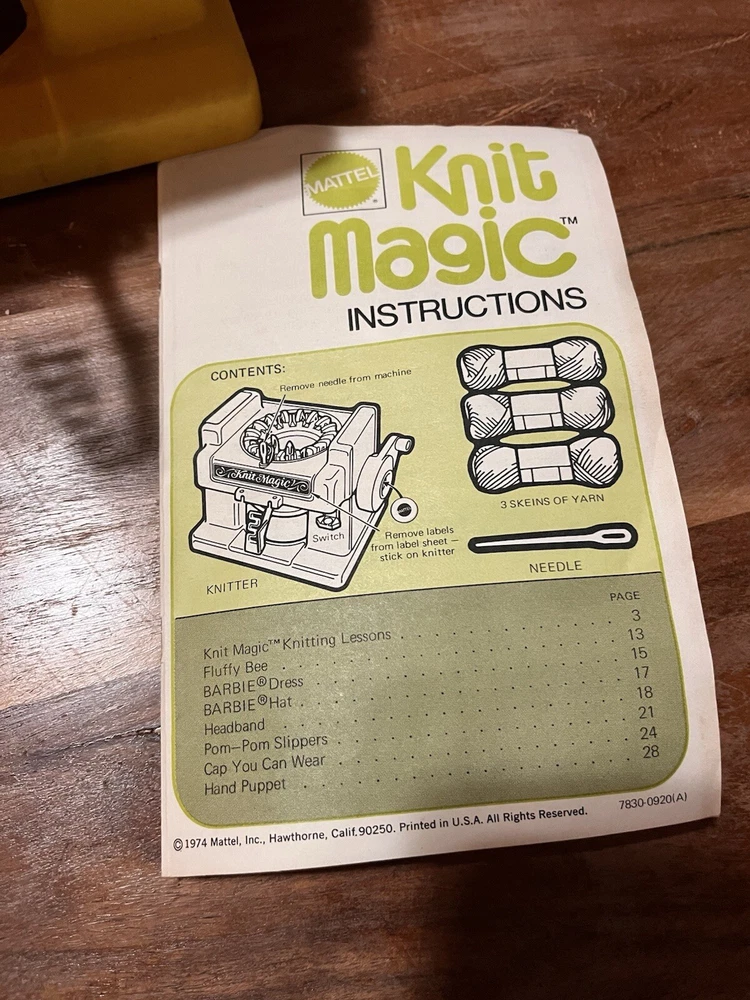 MATTEL
Knit
Magic™
INSTRUCTIONS
CONTENTS:
Remove needle from machine
Knit Magic
Switch
Remove labels
from label sheet —
stick on knitter
KNITTER
3 SKEINS OF YARN
NEEDLE
PAGE
Knit Magic™ Knitting Lessons . . . . . . . . . . . 3
Fluffy Bee . . . . . . . . . . . . . . . . . 13
BARBIE® Dress . . . . . . . . . . . . . . . 15
BARBIE® Hat . . . . . . . . . . . . . . . . 17
Headband . . . . . . . . . . . . . . . . . 18
Pom—Pom Slippers . . . . . . . . . . . . . . 21
Cap You Can Wear . . . . . . . . . . . . . . 24
Hand Puppet . . . . . . . . . . . . . . . . 28
©1974 Mattel, Inc., Hawthorne, Calif.90250. Printed in U.S.A. All Rights Reserved. 7830-0920(A)